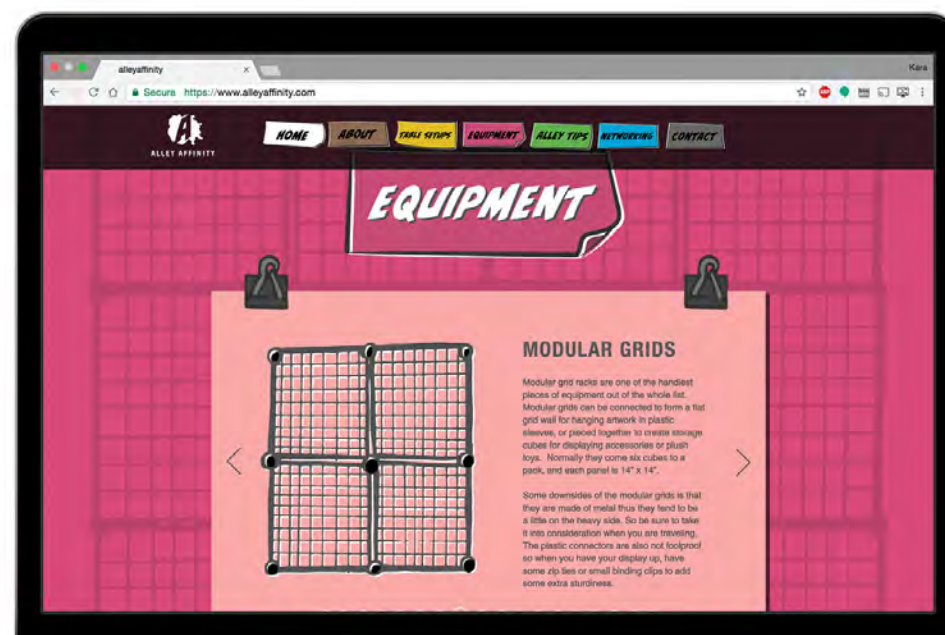 alleyaffinity
Kara
Secure https://www.alleyaffinity.com
ALLEY AFFINITY
HOME ABOUT TABLE SETUPS EQUIPMENT ALLEY TIPS NETWORKING CONTACT
EQUIPMENT
MODULAR GRIDS
Modular grid racks are one of the handiest
pieces of equipment out of the whole list.
Modular grids can be connected to form a flat
grid wall for hanging artwork in plastic
sleeves, or pieced together to create storage
cubes for displaying accessories or plush
toys. Normally they come six cubes to a
pack, and each panel is 14" x 14".
Some downsides of the modular grids is that
they are made of metal thus they tend to be
a little on the heavy side. So be sure to take
it into consideration when you are traveling.
The plastic connectors are also not foolproof
so when you have your display up, have
some zip ties or small binding clips to add
some extra sturdiness.